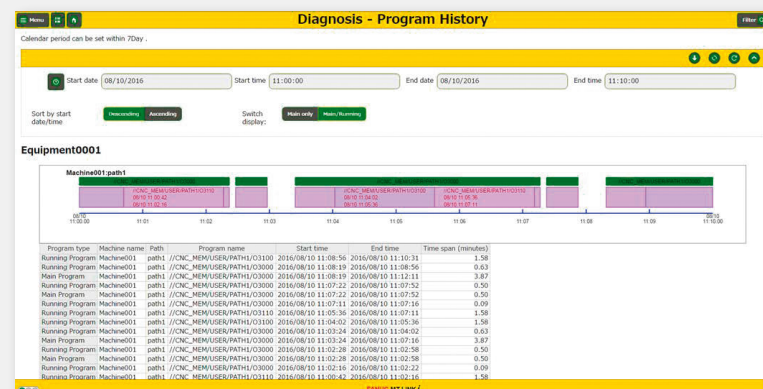 Menu
Diagnosis - Program History
Filter
Calendar period can be set within 7Day .
Start date 08/10/2016 Start time 11:00:00 End date 08/10/2016 End time 11:10:00
Sort by start date/time Descending Ascending Switch display: Main only Main/Running
Equipment0001
Machine001:path1
//CNC_MEM/USER/PATH1/O3110 //CNC_MEM/USER/PATH1/O3100 //CNC_MEM/USER/PATH1/O3110
08/10 11:00:42 08/10 11:04:02 08/10 11:05:36
08/10 11:02:16 08/10 11:05:36 08/10 11:07:11
08/10 08/10
11:00:00 11:01 11:02 11:03 11:04 11:05 11:06 11:07 11:08 11:09 11:10:00
Program type Machine name Path Program name Start time End time Time span (minutes)
Running Program Machine001 path1 //CNC_MEM/USER/PATH1/O3100 2016/08/10 11:08:56 2016/08/10 11:10:31 1.58
Running Program Machine001 path1 //CNC_MEM/USER/PATH1/O3000 2016/08/10 11:08:19 2016/08/10 11:08:56 0.63
Main Program Machine001 path1 //CNC_MEM/USER/PATH1/O3000 2016/08/10 11:08:19 2016/08/10 11:12:11 3.87
Running Program Machine001 path1 //CNC_MEM/USER/PATH1/O3000 2016/08/10 11:07:22 2016/08/10 11:07:52 0.50
Main Program Machine001 path1 //CNC_MEM/USER/PATH1/O3000 2016/08/10 11:07:22 2016/08/10 11:07:52 0.50
Running Program Machine001 path1 //CNC_MEM/USER/PATH1/O3000 2016/08/10 11:07:11 2016/08/10 11:07:16 0.09
Running Program Machine001 path1 //CNC_MEM/USER/PATH1/O3110 2016/08/10 11:05:36 2016/08/10 11:07:11 1.58
Running Program Machine001 path1 //CNC_MEM/USER/PATH1/O3100 2016/08/10 11:04:02 2016/08/10 11:05:36 1.58
Running Program Machine001 path1 //CNC_MEM/USER/PATH1/O3000 2016/08/10 11:03:24 2016/08/10 11:04:02 0.63
Main Program Machine001 path1 //CNC_MEM/USER/PATH1/O3000 2016/08/10 11:03:24 2016/08/10 11:07:16 3.87
Running Program Machine001 path1 //CNC_MEM/USER/PATH1/O3000 2016/08/10 11:02:28 2016/08/10 11:02:58 0.50
Main Program Machine001 path1 //CNC_MEM/USER/PATH1/O3000 2016/08/10 11:02:28 2016/08/10 11:02:58 0.50
Running Program Machine001 path1 //CNC_MEM/USER/PATH1/O3000 2016/08/10 11:02:16 2016/08/10 11:02:22 0.09
Running Program Machine001 path1 //CNC_MEM/USER/PATH1/O3110 2016/08/10 11:00:42 2016/08/10 11:02:16 1.58
FANUC MT-LINKi